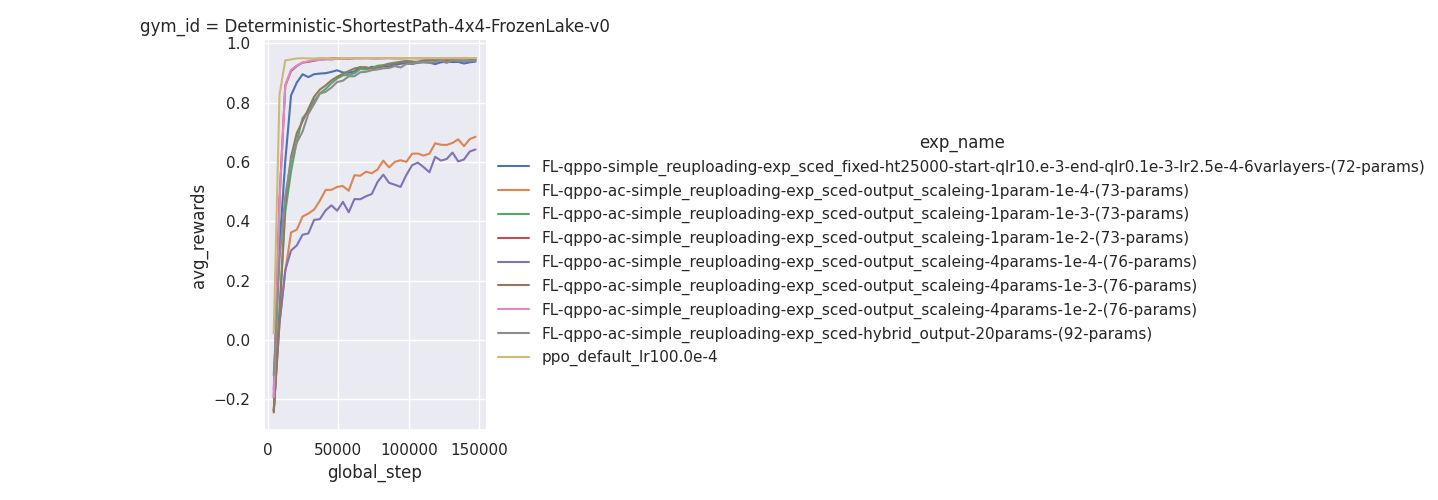 gym_id = Deterministic-ShortestPath-4x4-FrozenLake-v0
1.0
0.8
0.6
0.4
0.2
0.0
−0.2
avg_rewards
0
50000
100000
150000
global_step
exp_name
FL-qppo-simple_reuploading-exp_sced_fixed-ht25000-start-qlr10.e-3-end-qlr0.1e-3-lr2.5e-4-6varlayers-(72-params)
FL-qppo-ac-simple_reuploading-exp_sced-output_scaleing-1param-1e-4-(73-params)
FL-qppo-ac-simple_reuploading-exp_sced-output_scaleing-1param-1e-3-(73-params)
FL-qppo-ac-simple_reuploading-exp_sced-output_scaleing-1param-1e-2-(73-params)
FL-qppo-ac-simple_reuploading-exp_sced-output_scaleing-4params-1e-4-(76-params)
FL-qppo-ac-simple_reuploading-exp_sced-output_scaleing-4params-1e-3-(76-params)
FL-qppo-ac-simple_reuploading-exp_sced-output_scaleing-4params-1e-2-(76-params)
FL-qppo-ac-simple_reuploading-exp_sced-hybrid_output-20params-(92-params)
ppo_default_lr100.0e-4